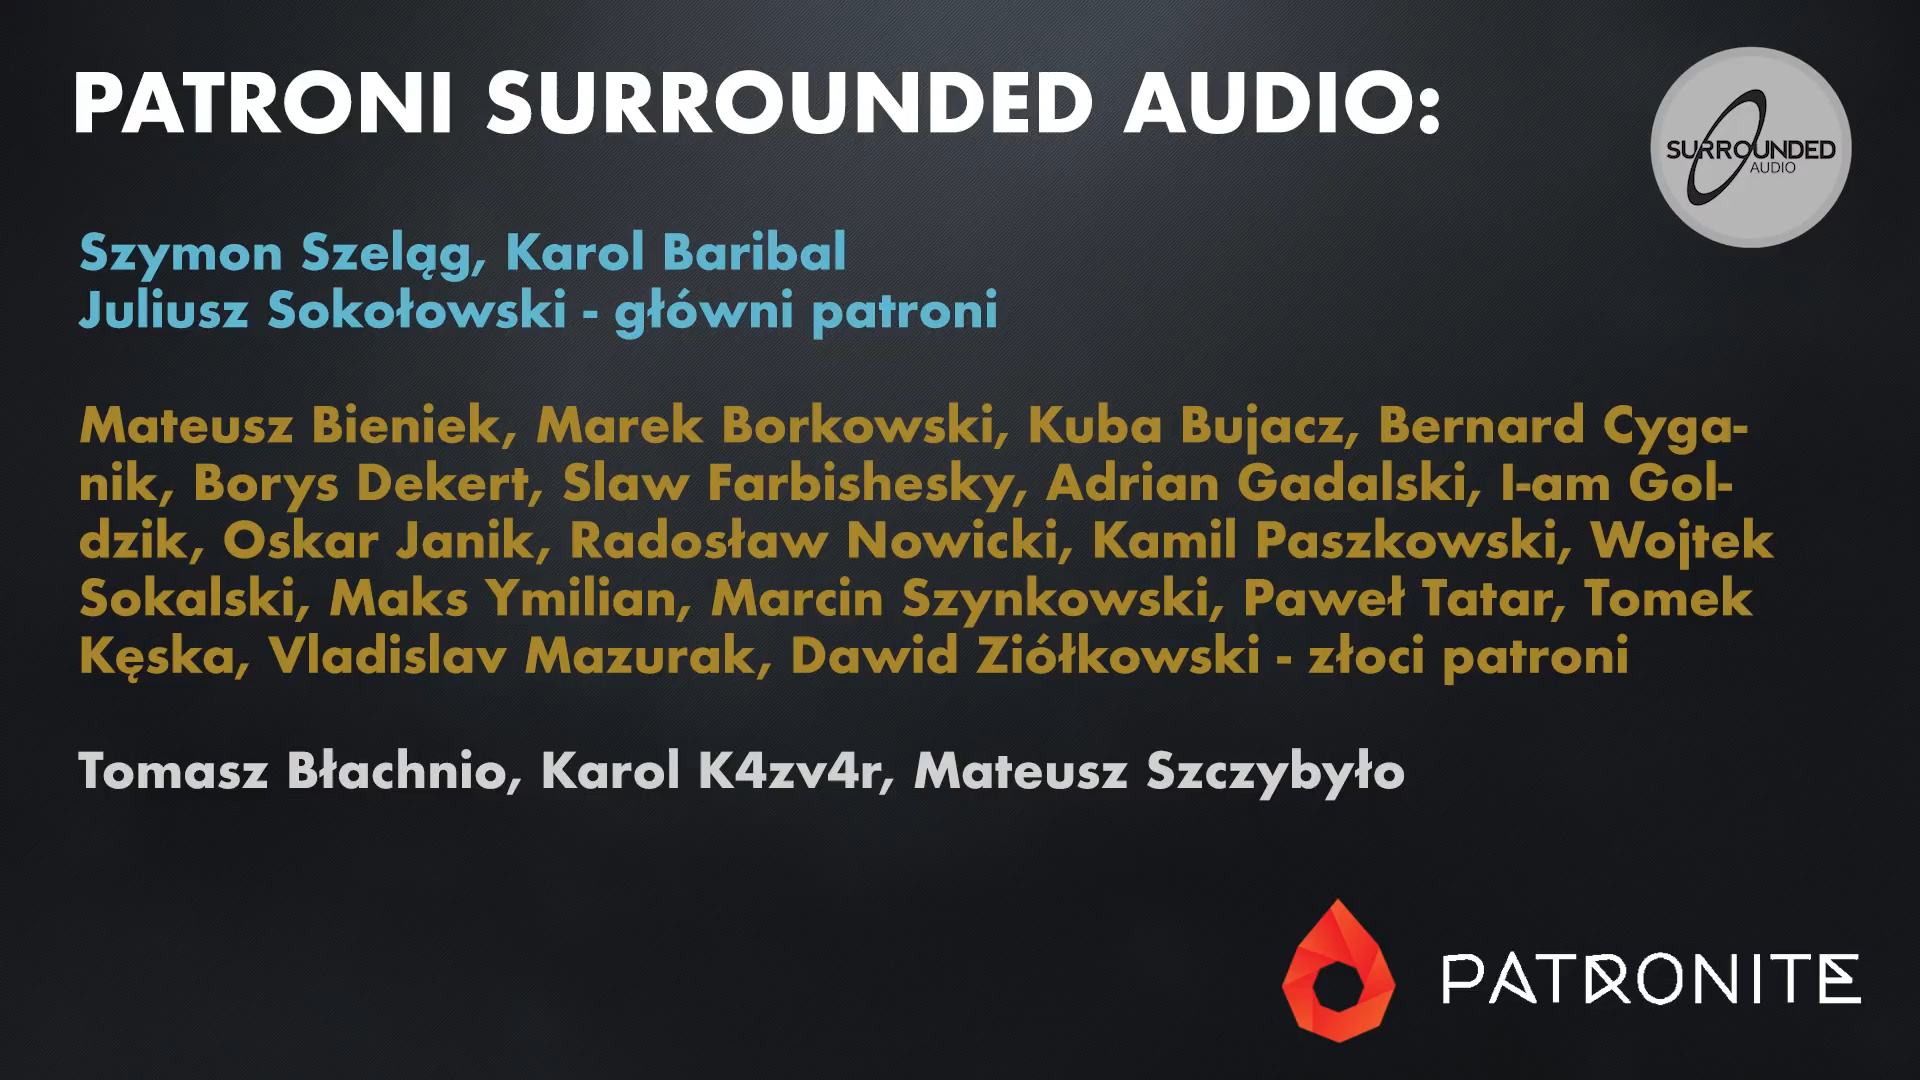 PATRONI SURROUNDED AUDIO:
SURROUNDED
AUDIO
Szymon Szeląg, Karol Baribal
Juliusz Sokołowski - główni patroni
Mateusz Bieniek, Marek Borkowski, Kuba Bujacz, Bernard Cyga-
nik, Borys Dekert, Slaw Farbishesky, Adrian Gadalski, I-am Gol-
dzik, Oskar Janik, Radosław Nowicki, Kamil Paszkowski, Wojtek
Sokalski, Maks Ymilian, Marcin Szynkowski, Paweł Tatar, Tomek
Kęska, Vladislav Mazurak, Dawid Ziółkowski - złoci patroni
Tomasz Błachnio, Karol K4zv4r, Mateusz Szczybyło
PATRONITE